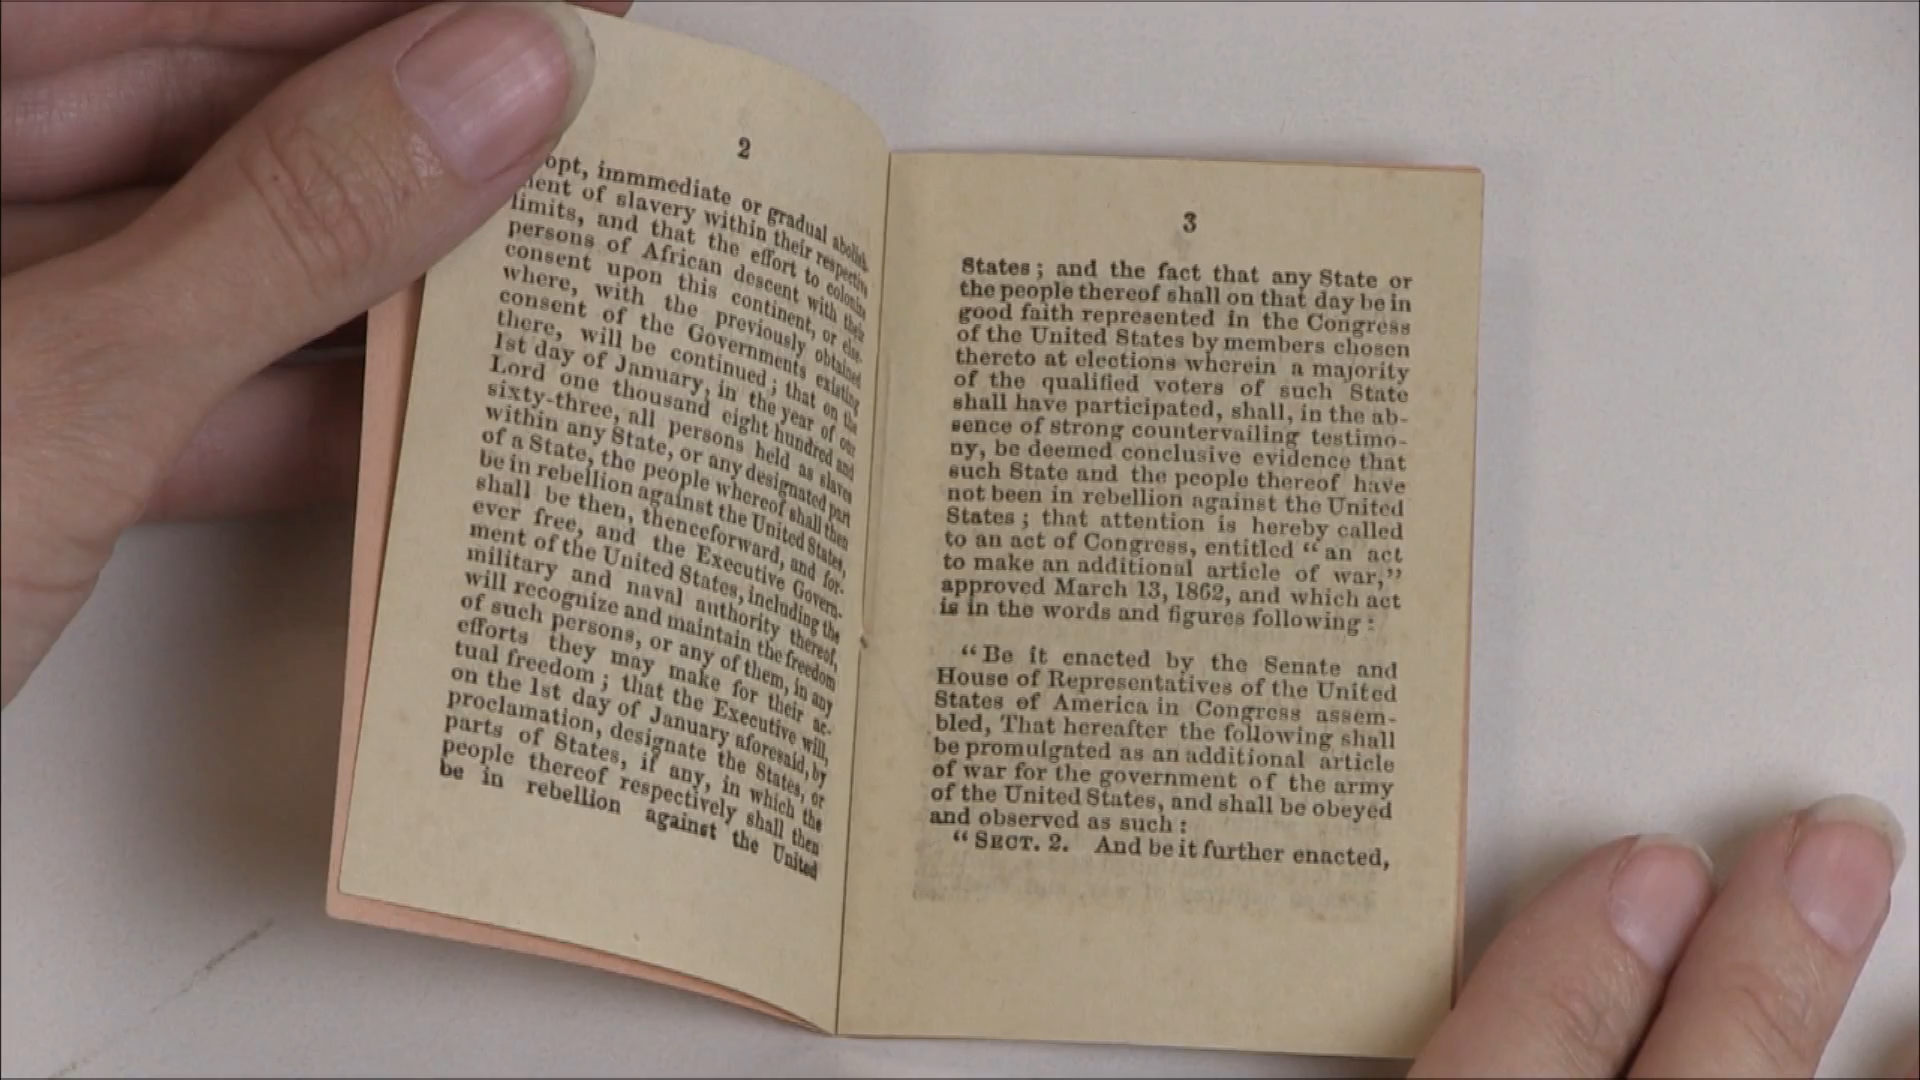 2
opt, inmmediate or gradual abolish-
ment of slavery within their respective
limits, and that the effort to colonize
persons of African descent with their
consent upon this continent, or else-
where, with the previously obtained
consent of the Governments existing
there, will be continued; that on the
1st day of January, in the year of our
Lord one thousand eight hundred and
sixty-three, all persons held as slaves
within any State, or any designated part
of a State, the people whereof shall then
be in rebellion against the United States,
shall be then, thenceforward, and for-
ever free, and the Executive Govern-
ment of the United States, including the
military and naval authority thereof,
will recognize and maintain the freedom
of such persons, or any of them, in any
efforts they may make for their ac-
tual freedom; that the Executive will,
on the 1st day of January aforesaid, by
proclamation, designate the States, or
parts of States, if any, in which the
people thereof respectively shall then
be in rebellion against the United
3
States; and the fact that any State or
the people thereof shall on that day be in
good faith represented in the Congress
of the United States by members chosen
thereto at elections wherein a majority
of the qualified voters of such State
shall have participated, shall, in the ab-
sence of strong countervailing testimo-
ny, be deemed conclusive evidence that
such State and the people thereof have
not been in rebellion against the United
States; that attention is hereby called
to an act of Congress, entitled “an act
to make an additional article of war,”
approved March 13, 1862, and which act
is in the words and figures following:
“Be it enacted by the Senate and
House of Representatives of the United
States of America in Congress assem-
bled, That hereafter the following shall
be promulgated as an additional article
of war for the government of the army
of the United States, and shall be obeyed
and observed as such:
“SECT. 2. And be it further enacted,